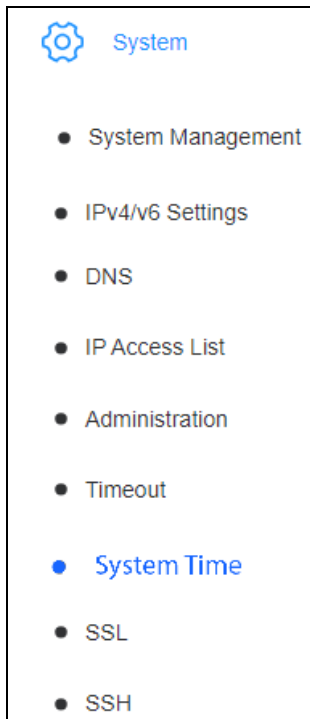 System
System Management
IPv4/v6 Settings
DNS
IP Access List
Administration
Timeout
System Time
SSL
SSH